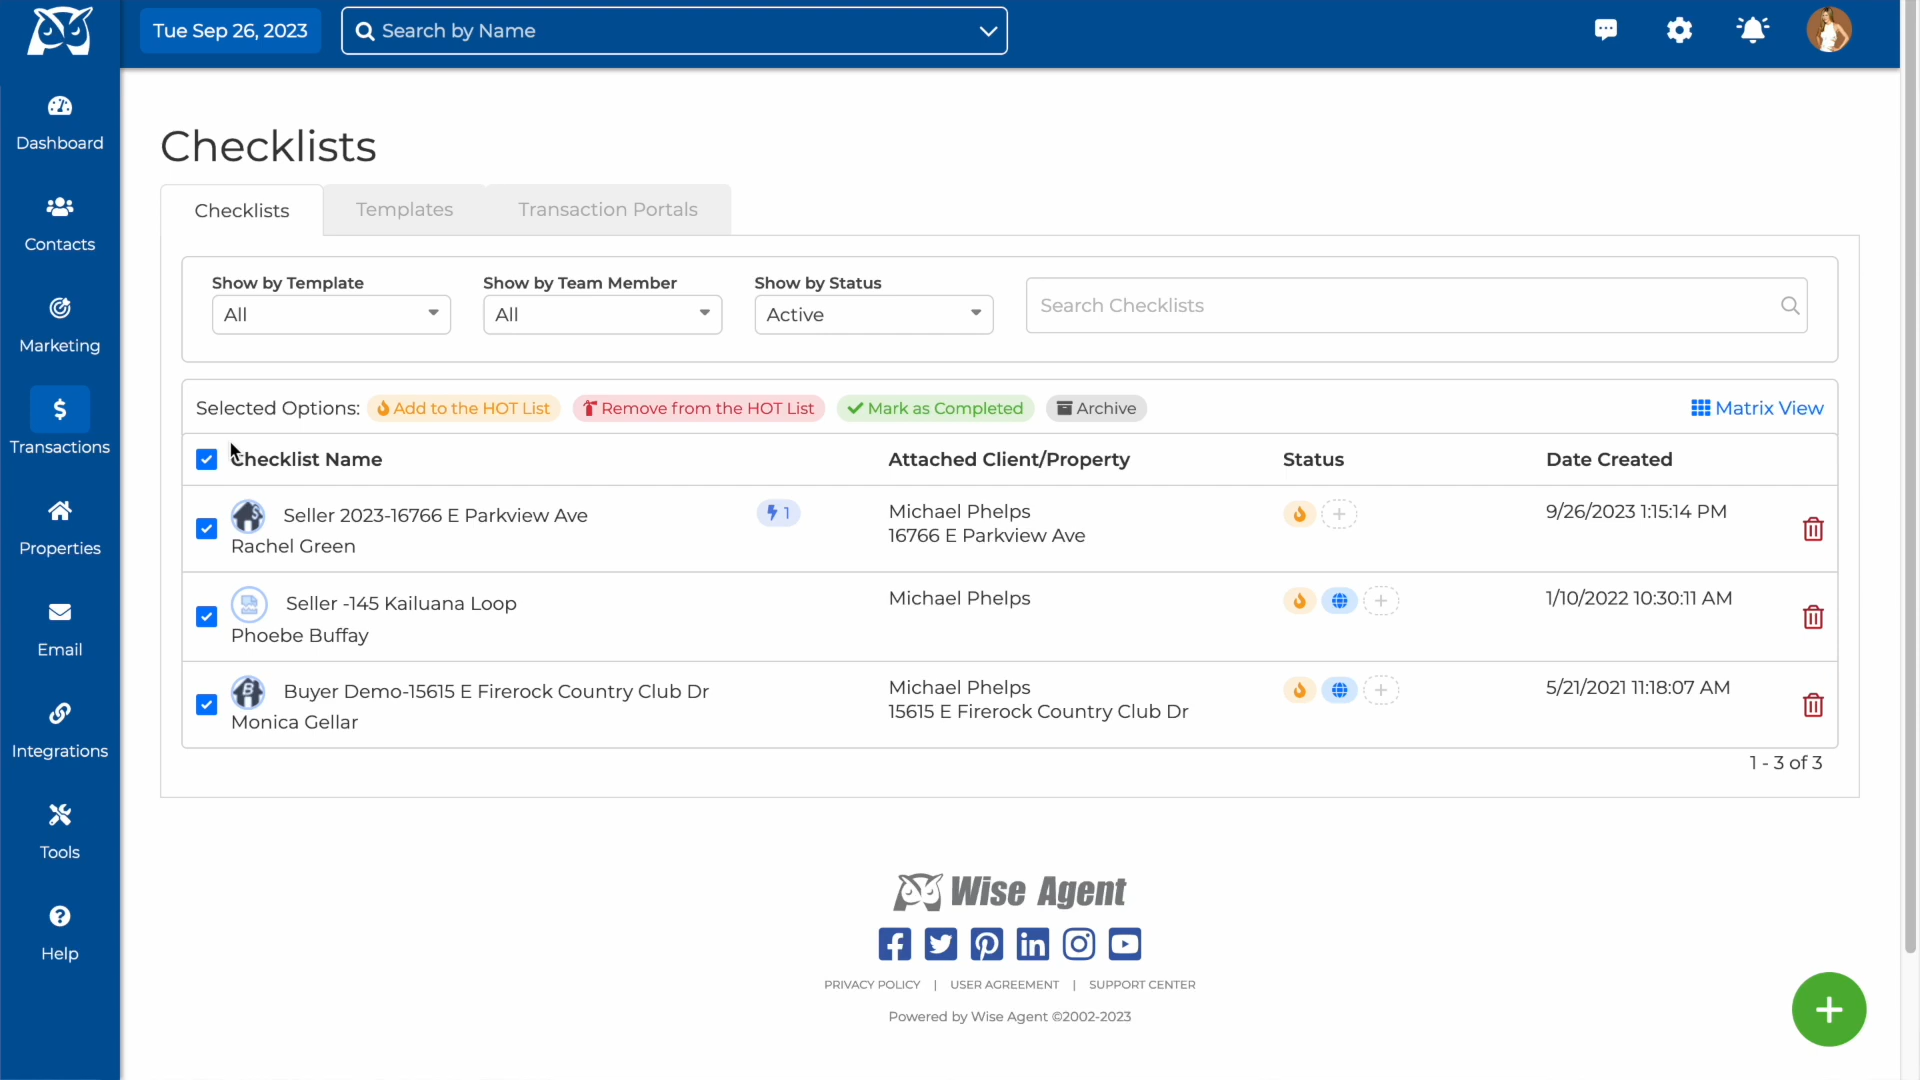 Tue Sep 26, 2023
Search by Name
Dashboard
Contacts
Marketing
Transactions
Properties
Email
Integrations
Tools
Help
Checklists
Checklists
Templates
Transaction Portals
Show by Template
Show by Team Member
Show by Status
All
All
Active
Search Checklists
Selected Options:
Add to the HOT List
Remove from the HOT List
Mark as Completed
Archive
Matrix View
Checklist Name
Attached Client/Property
Status
Date Created
Seller 2023-16766 E Parkview Ave
Rachel Green
1
Michael Phelps
16766 E Parkview Ave
9/26/2023 1:15:14 PM
Seller -145 Kailuana Loop
Phoebe Buffay
Michael Phelps
1/10/2022 10:30:11 AM
Buyer Demo-15615 E Firerock Country Club Dr
Monica Gellar
Michael Phelps
15615 E Firerock Country Club Dr
5/21/2021 11:18:07 AM
1 - 3 of 3
Wise Agent
PRIVACY POLICY | USER AGREEMENT | SUPPORT CENTER
Powered by Wise Agent ©2002-2023